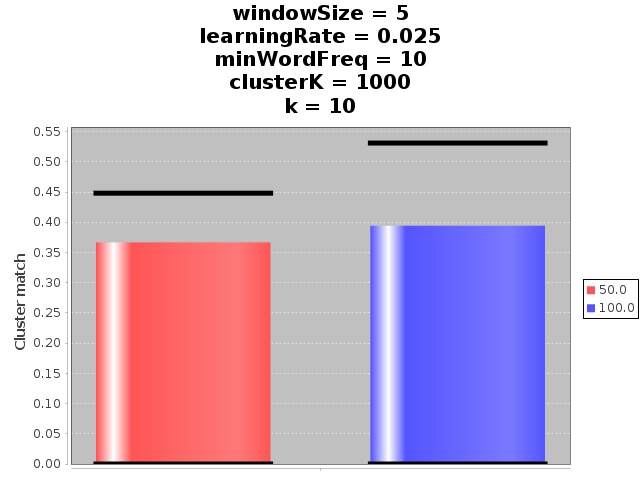 windowSize = 5
learningRate = 0.025
minWordFreq = 10
clusterK = 1000
k = 10
0.55
0.50
0.45
0.40
0.35
0.30
0.25
0.20
0.15
0.10
0.05
0.00
Cluster match
50.0
100.0